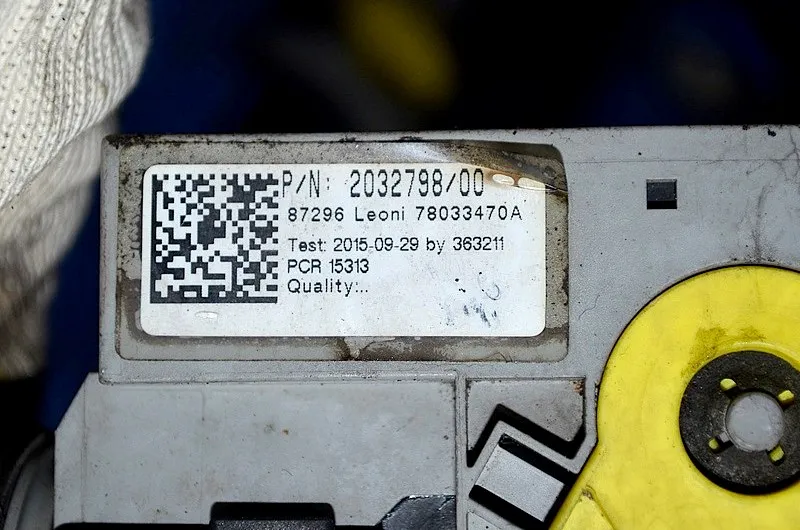 P/N: 2032798/00
87296 Leoni 78033470A
Test: 2015-09-29 by 363211
PCR 15313
Quality:..